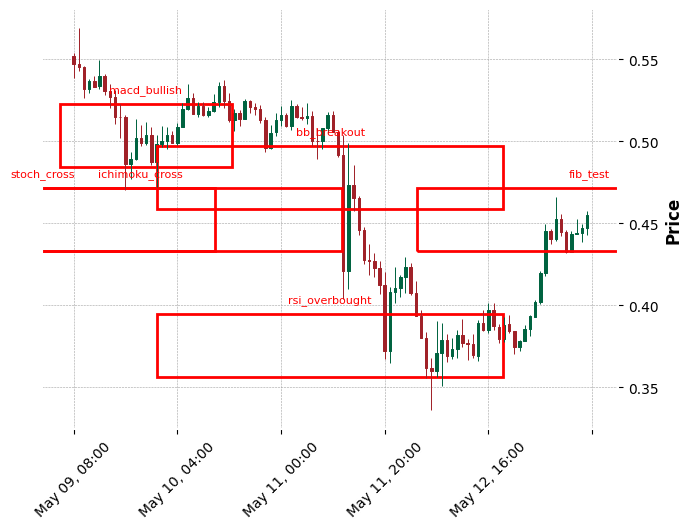 0.55
macd_bullish
0.50
bb_breakout
stoch_cross
ichimoku_cross
fib_test
0.45
Price
0.40
rsi_overbought
0.35
May 09, 08:00
May 10, 04:00
May 11, 00:00
May 11, 20:00
May 12, 16:00